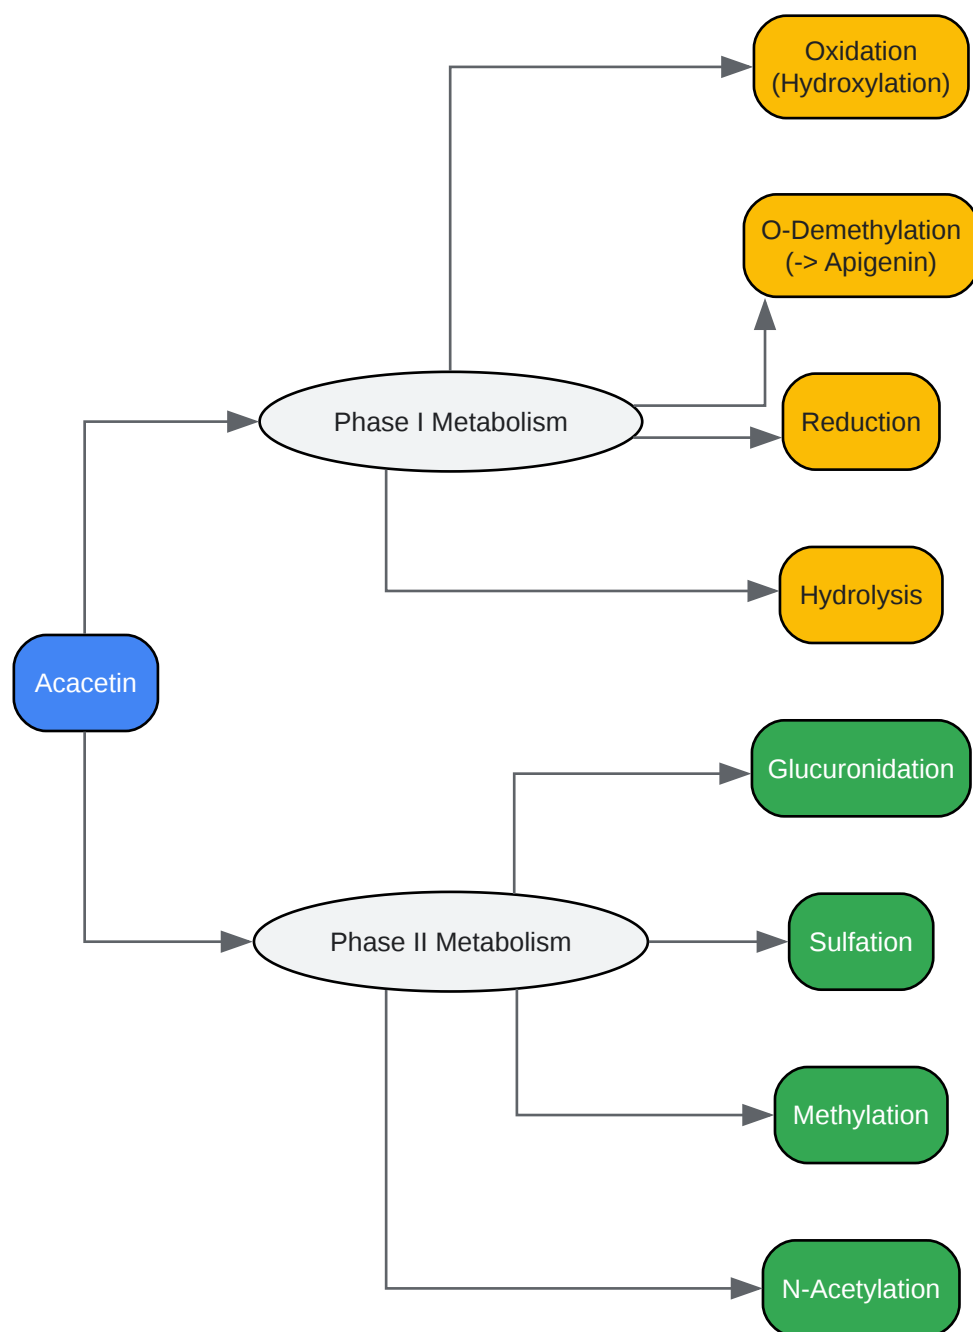 Oxidation
(Hydroxylation)
O-Demethylation
(-> Apigenin)
Phase I Metabolism
Reduction
Hydrolysis
Acacetin
Glucuronidation
Phase II Metabolism
Sulfation
Methylation
N-Acetylation